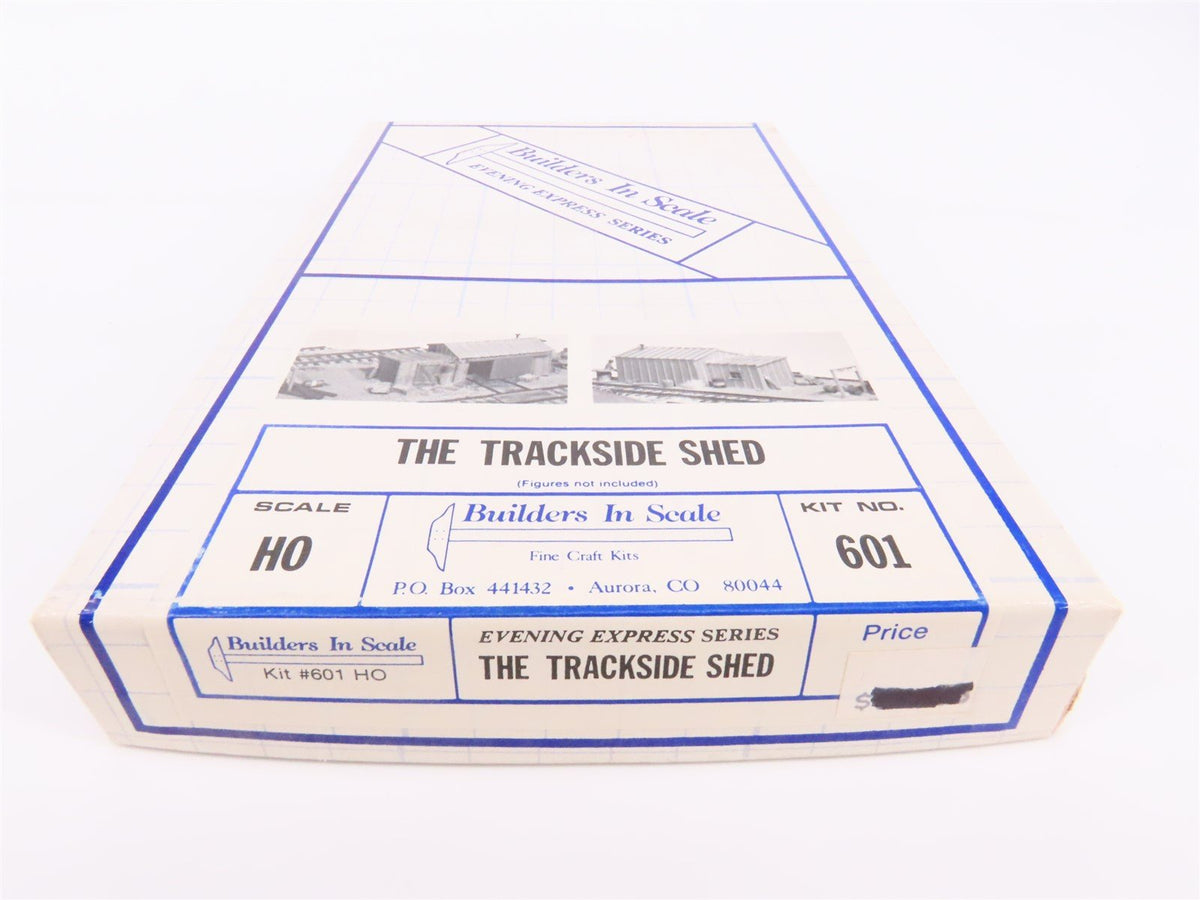 Builders In Scale
EVENING EXPRESS SERIES
THE TRACKSIDE SHED
(Figures not included)
SCALE
HO
Builders In Scale
Fine Craft Kits
P.O. Box 441432 • Aurora, CO 80044
KIT NO.
601
Builders In Scale
Kit #601 HO
EVENING EXPRESS SERIES
THE TRACKSIDE SHED
Price
$